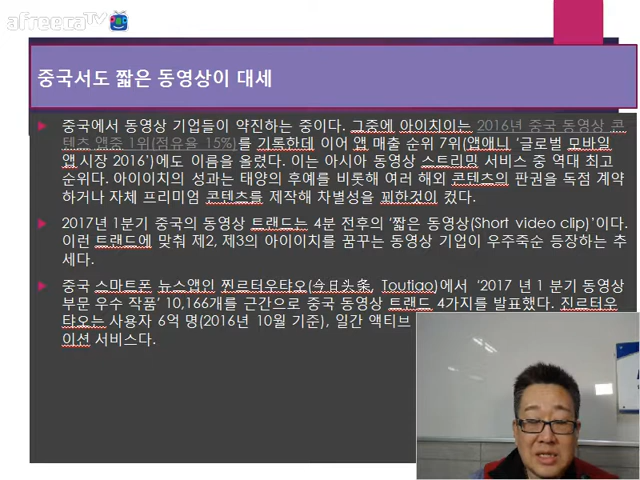 afreecaTV
중국서도 짧은 동영상이 대세
중국에서 동영상 기업들이 약진하는 중이다. 그중에 아이치이는 2016년 중국 동영상 콘
텐츠 앱중 1위(점유율 15%)를 기록한데 이어 앱 매출 순위 7위(앱애니 '글로벌 모바일
앱 시장 2016')에도 이름을 올렸다. 이는 아시아 동영상 스트리밍 서비스 중 역대 최고
순위다. 아이이치의 성과는 태양의 후예를 비롯해 여러 해외 콘텐츠의 판권을 독점 계약
하거나 자체 프리미엄 콘텐츠를 제작해 차별성을 꾀한것이 컸다.
2017년 1분기 중국의 동영상 트랜드는 4분 전후의 '짧은 동영상(Short video clip)'이다.
이런 트랜드에 맞춰 제2, 제3의 아이이치를 꿈꾸는 동영상 기업이 우주죽순 등장하는 추
세다.
중국 스마트폰 뉴스앱인 찐르터우탸오(今日头条, Toutiao)에서 '2017 년 1 분기 동영상
부문 우수 작품' 10,166개를 근간으로 중국 동영상 트랜드 4가지를 발표했다. 진르터우
탸오는 사용자 6억 명(2016년 10월 기준), 일간 액티브
이션 서비스다.